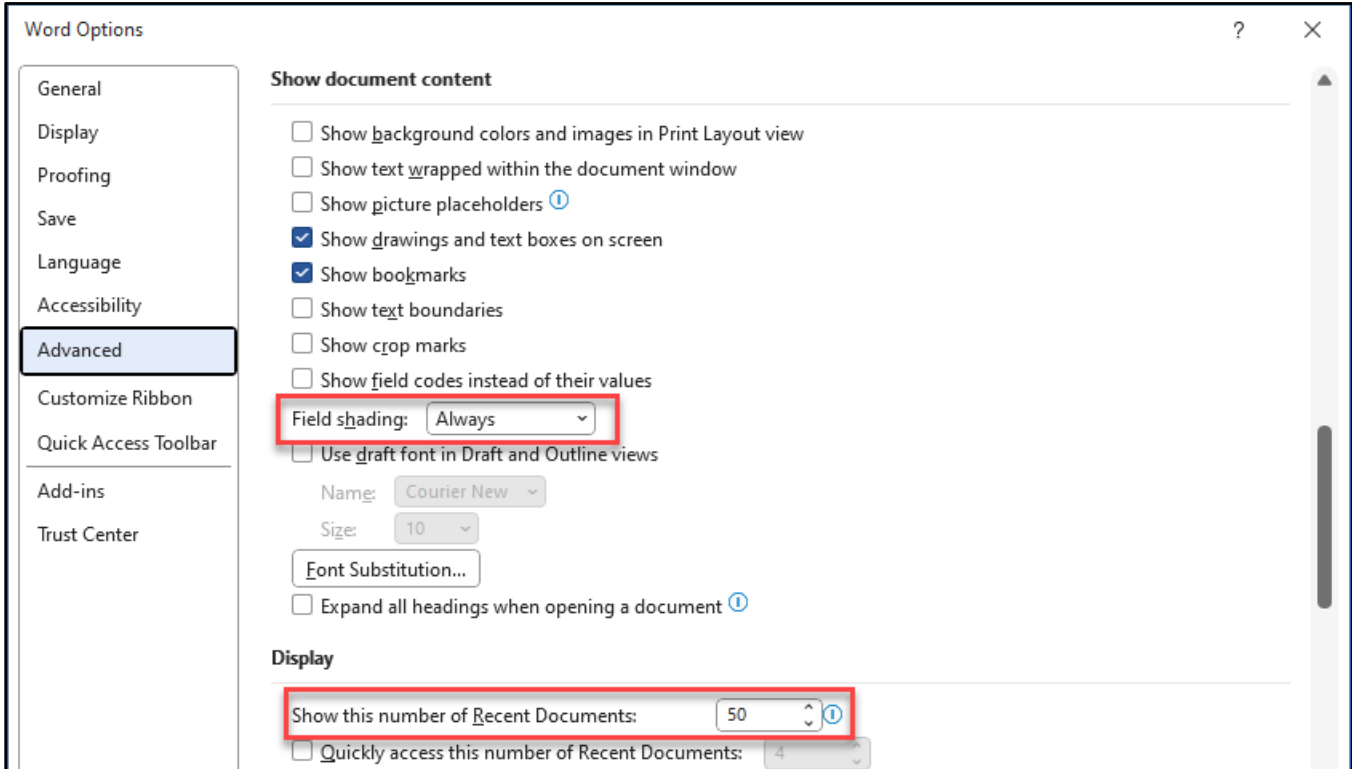 Word Options
?
General
Display
Proofing
Save
Language
Accessibility
Advanced
Customize Ribbon
Quick Access Toolbar
Add-ins
Trust Center
Show document content
Show background colors and images in Print Layout view
Show text wrapped within the document window
Show picture placeholders
Show drawings and text boxes on screen
Show bookmarks
Show text boundaries
Show crop marks
Show field codes instead of their values
Field shading: Always
Use draft font in Draft and Outline views
Name: Courier New
Size: 10
Font Substitution...
Expand all headings when opening a document
Display
Show this number of Recent Documents: 50
Quickly access this number of Recent Documents: 4